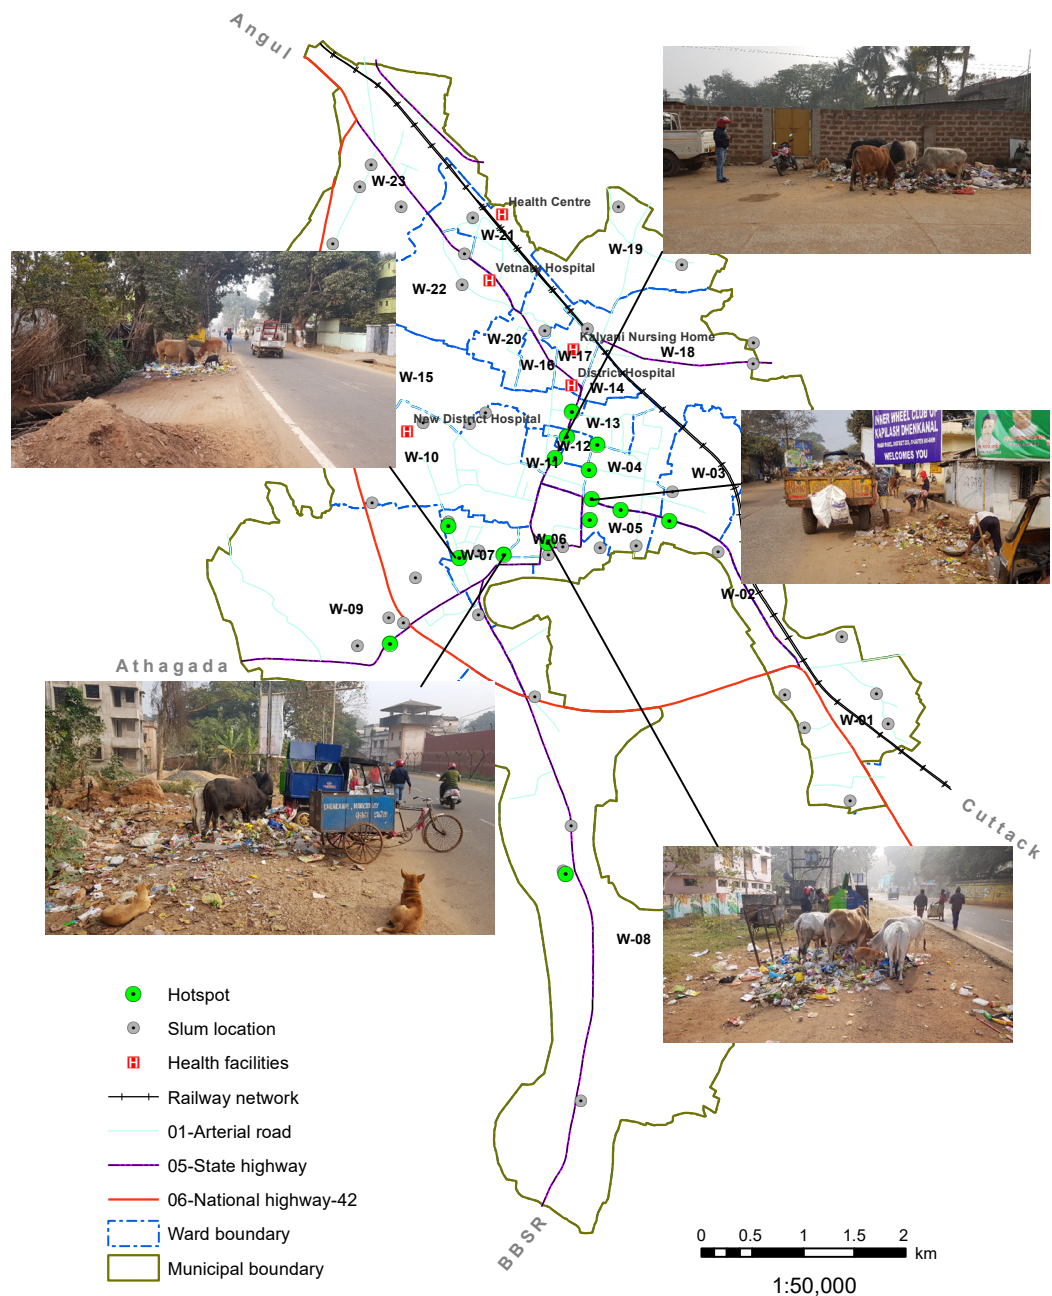 Angul
W-23
Health Centre
W-21
W-19
Vetnary Hospital
W-22
W-20
Kalyani Nursing Home
W-17
W-18
W-16
District Hospital
W-15
W-14
New District Hospital
W-13
W-12
W-10
W-11
W-04
W-03
INNER WHEEL CLUB OF
KAPILASH DHENKANAL
WELCOMES YOU
W-05
W-06
W-07
W-02
W-09
Athagada
W-01
Cuttack
W-08
BBSR
Hotspot
Slum location
Health facilities
Railway network
01-Arterial road
05-State highway
06-National highway-42
Ward boundary
Municipal boundary
0 0.5 1 1.5 2
km
1:50,000